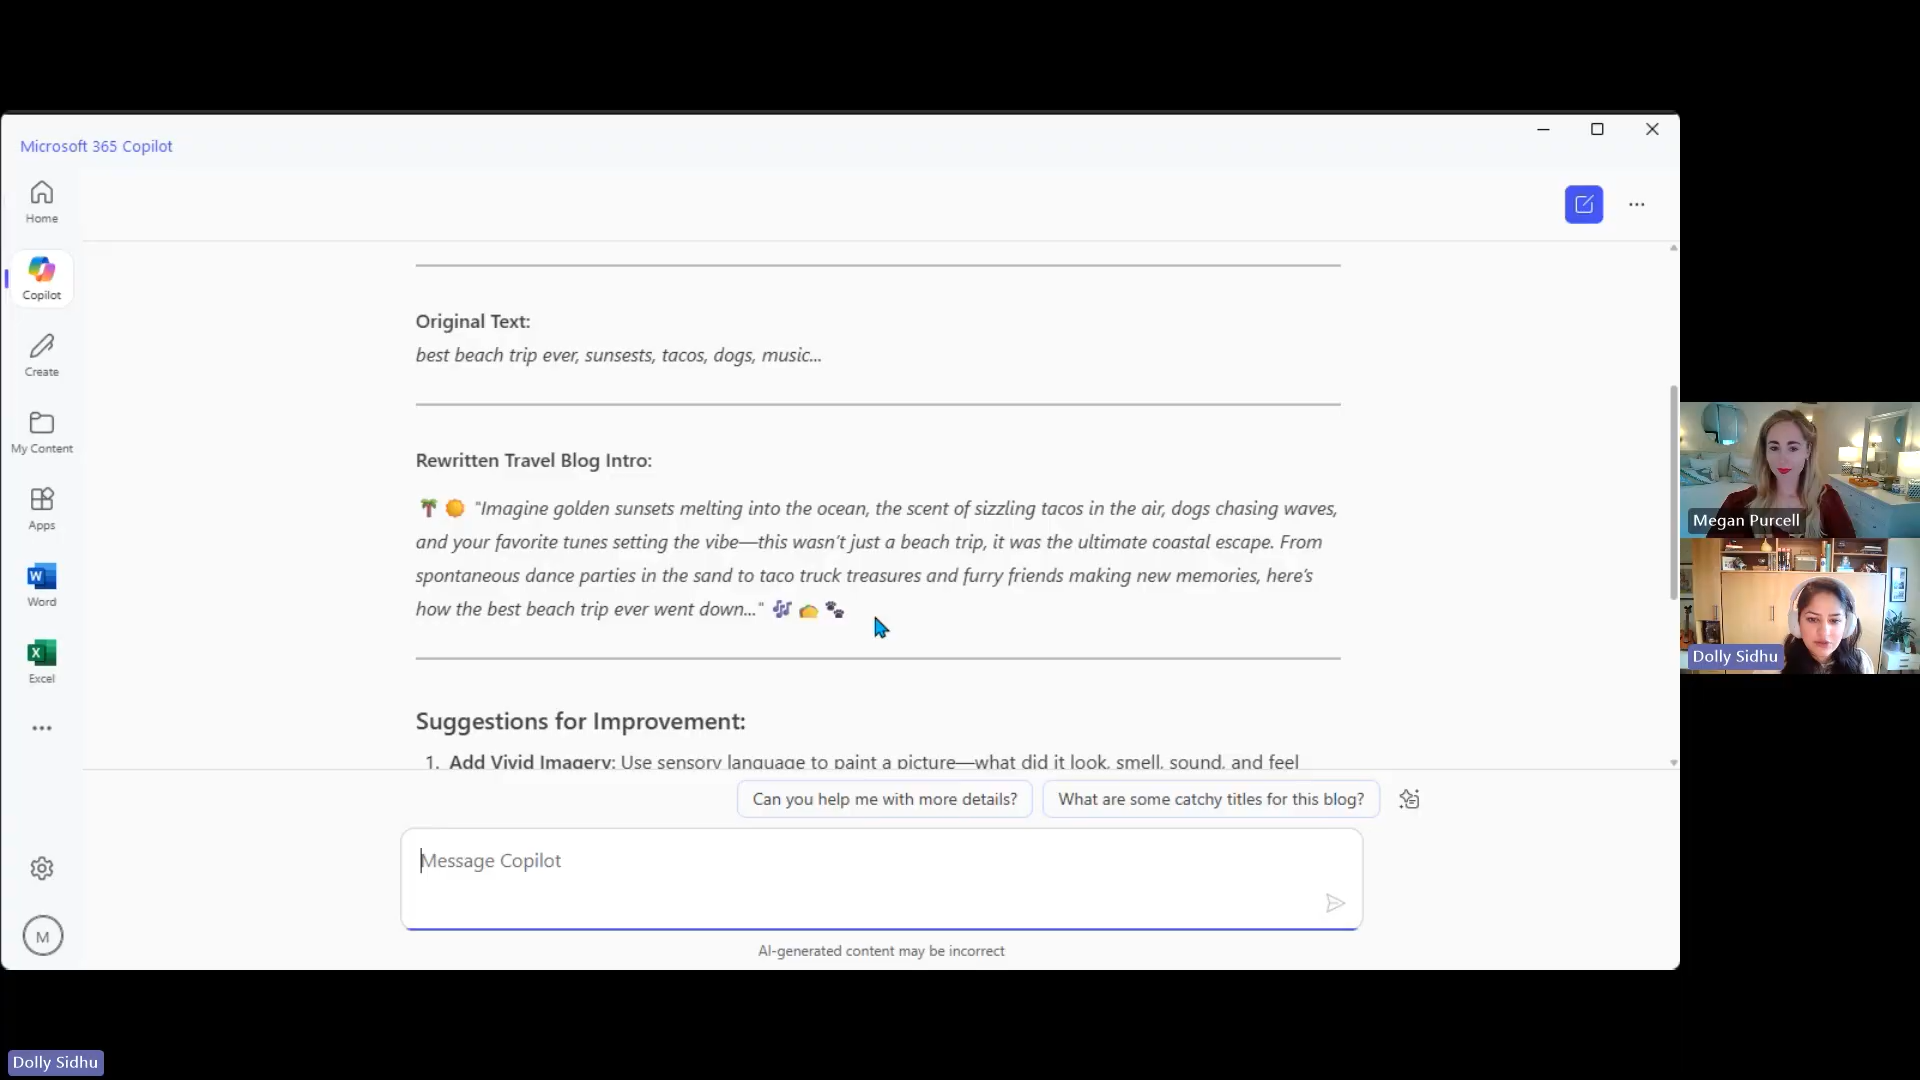 Microsoft 365 Copilot
Home
Copilot
Create
My Content
Apps
Word
Excel
M
Original Text:
best beach trip ever, sunsests, tacos, dogs, music...
Rewritten Travel Blog Intro:
"Imagine golden sunsets melting into the ocean, the scent of sizzling tacos in the air, dogs chasing waves,
and your favorite tunes setting the vibe—this wasn't just a beach trip, it was the ultimate coastal escape. From
spontaneous dance parties in the sand to taco truck treasures and furry friends making new memories, here's
how the best beach trip ever went down..."
Suggestions for Improvement:
1. Add Vivid Imagery: Use sensory language to paint a picture—what did it look, smell, sound, and feel
Can you help me with more details?
What are some catchy titles for this blog?
Message Copilot
AI-generated content may be incorrect
Megan Purcell
Dolly Sidhu
Dolly Sidhu